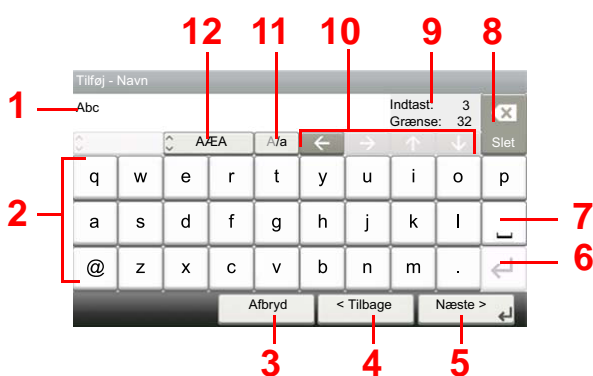 12 11 10 9 8
Tilføj - Navn
1 Abc Indtast: 3
Grænse: 32
AÆA A/a ← → ↑ ↓ Slet
q w e r t y u i o p
2 a s d f g h j k l 7
@ z x c v b n m . 6
Afbryd < Tilbage Næste >
3 4 5